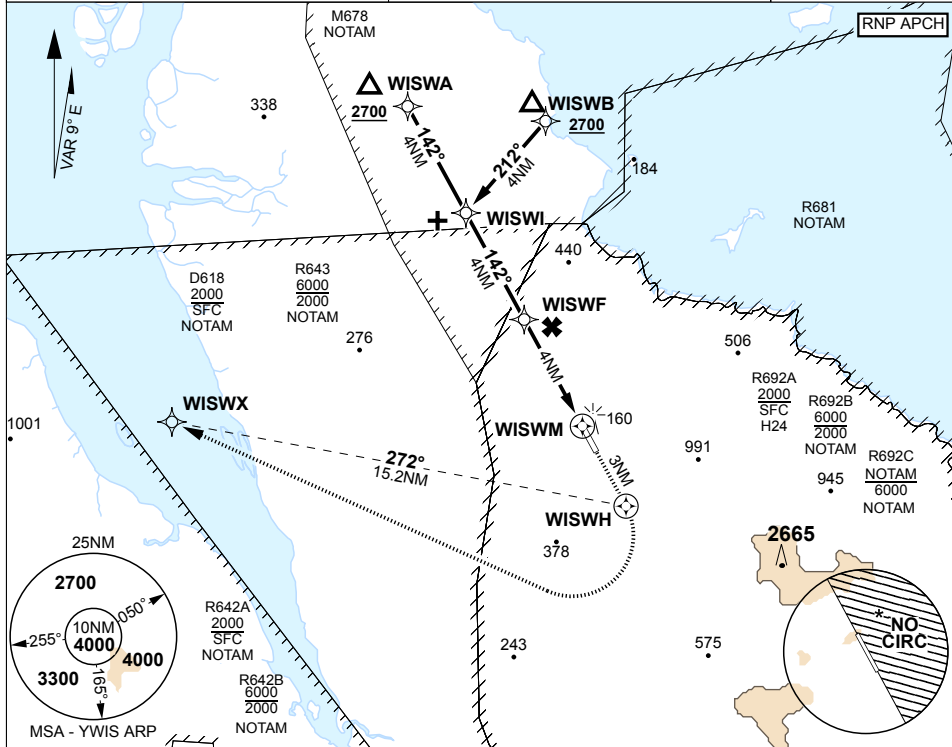 M678
NOTAM
RNP APCH
VAR 9° E
338
WISWA
2700
WISWB
2700
142°
4NM
212°
4NM
184
WISWI
R681
NOTAM
440
D618
2000
SFC
NOTAM
R643
6000
2000
NOTAM
142°
4NM
WISWF
276
506
4NM
R692A
2000
SFC
H24
R692B
6000
2000
NOTAM
WISWX
160
WISWM
1001
991
R692C
NOTAM
6000
NOTAM
945
272°
15.2NM
3NM
WISWH
378
2665
25NM
2700
050°
10NM
4000
255°
4000
3300
165°
MSA - YWIS ARP
R642A
2000
SFC
NOTAM
R642B
6000
2000
NOTAM
243
575
* NO
CIRC